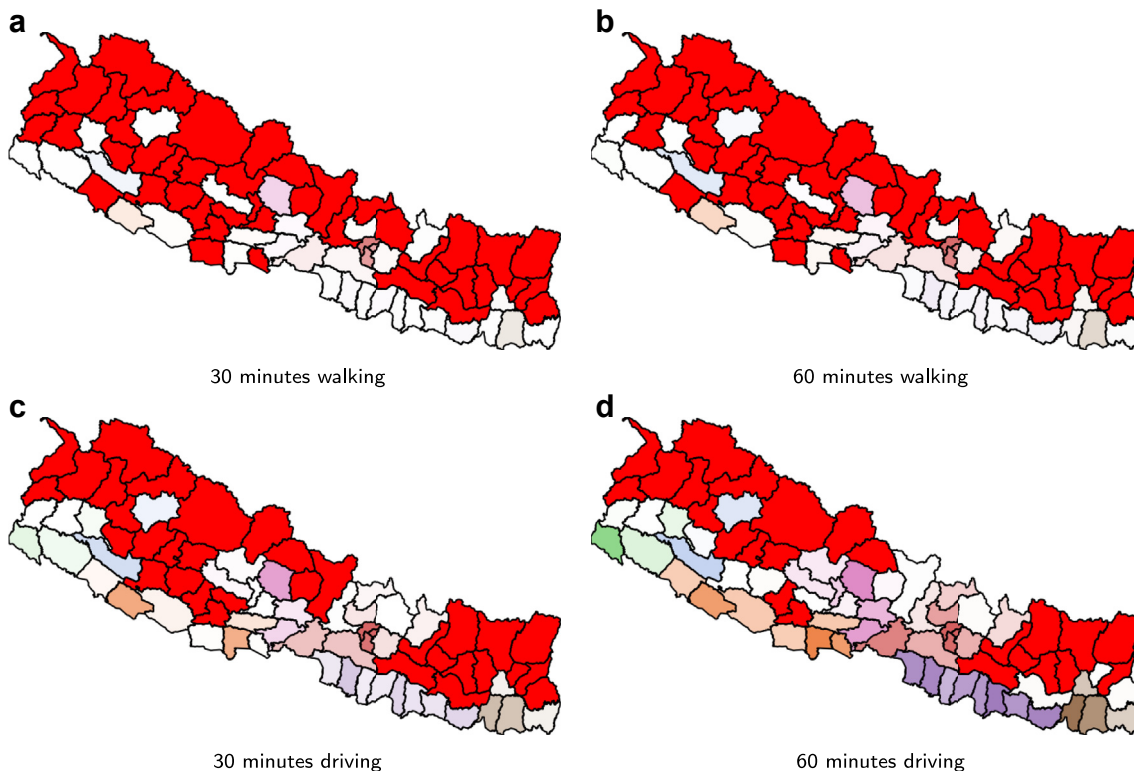 a
b
30 minutes walking
60 minutes walking
c
d
30 minutes driving
60 minutes driving